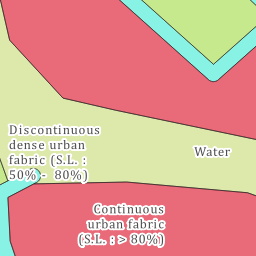 Discontinuous
dense urban
fabric (S.L. :
50% -  80%)
Water
Continuous
urban fabric
(S.L. : > 80%)